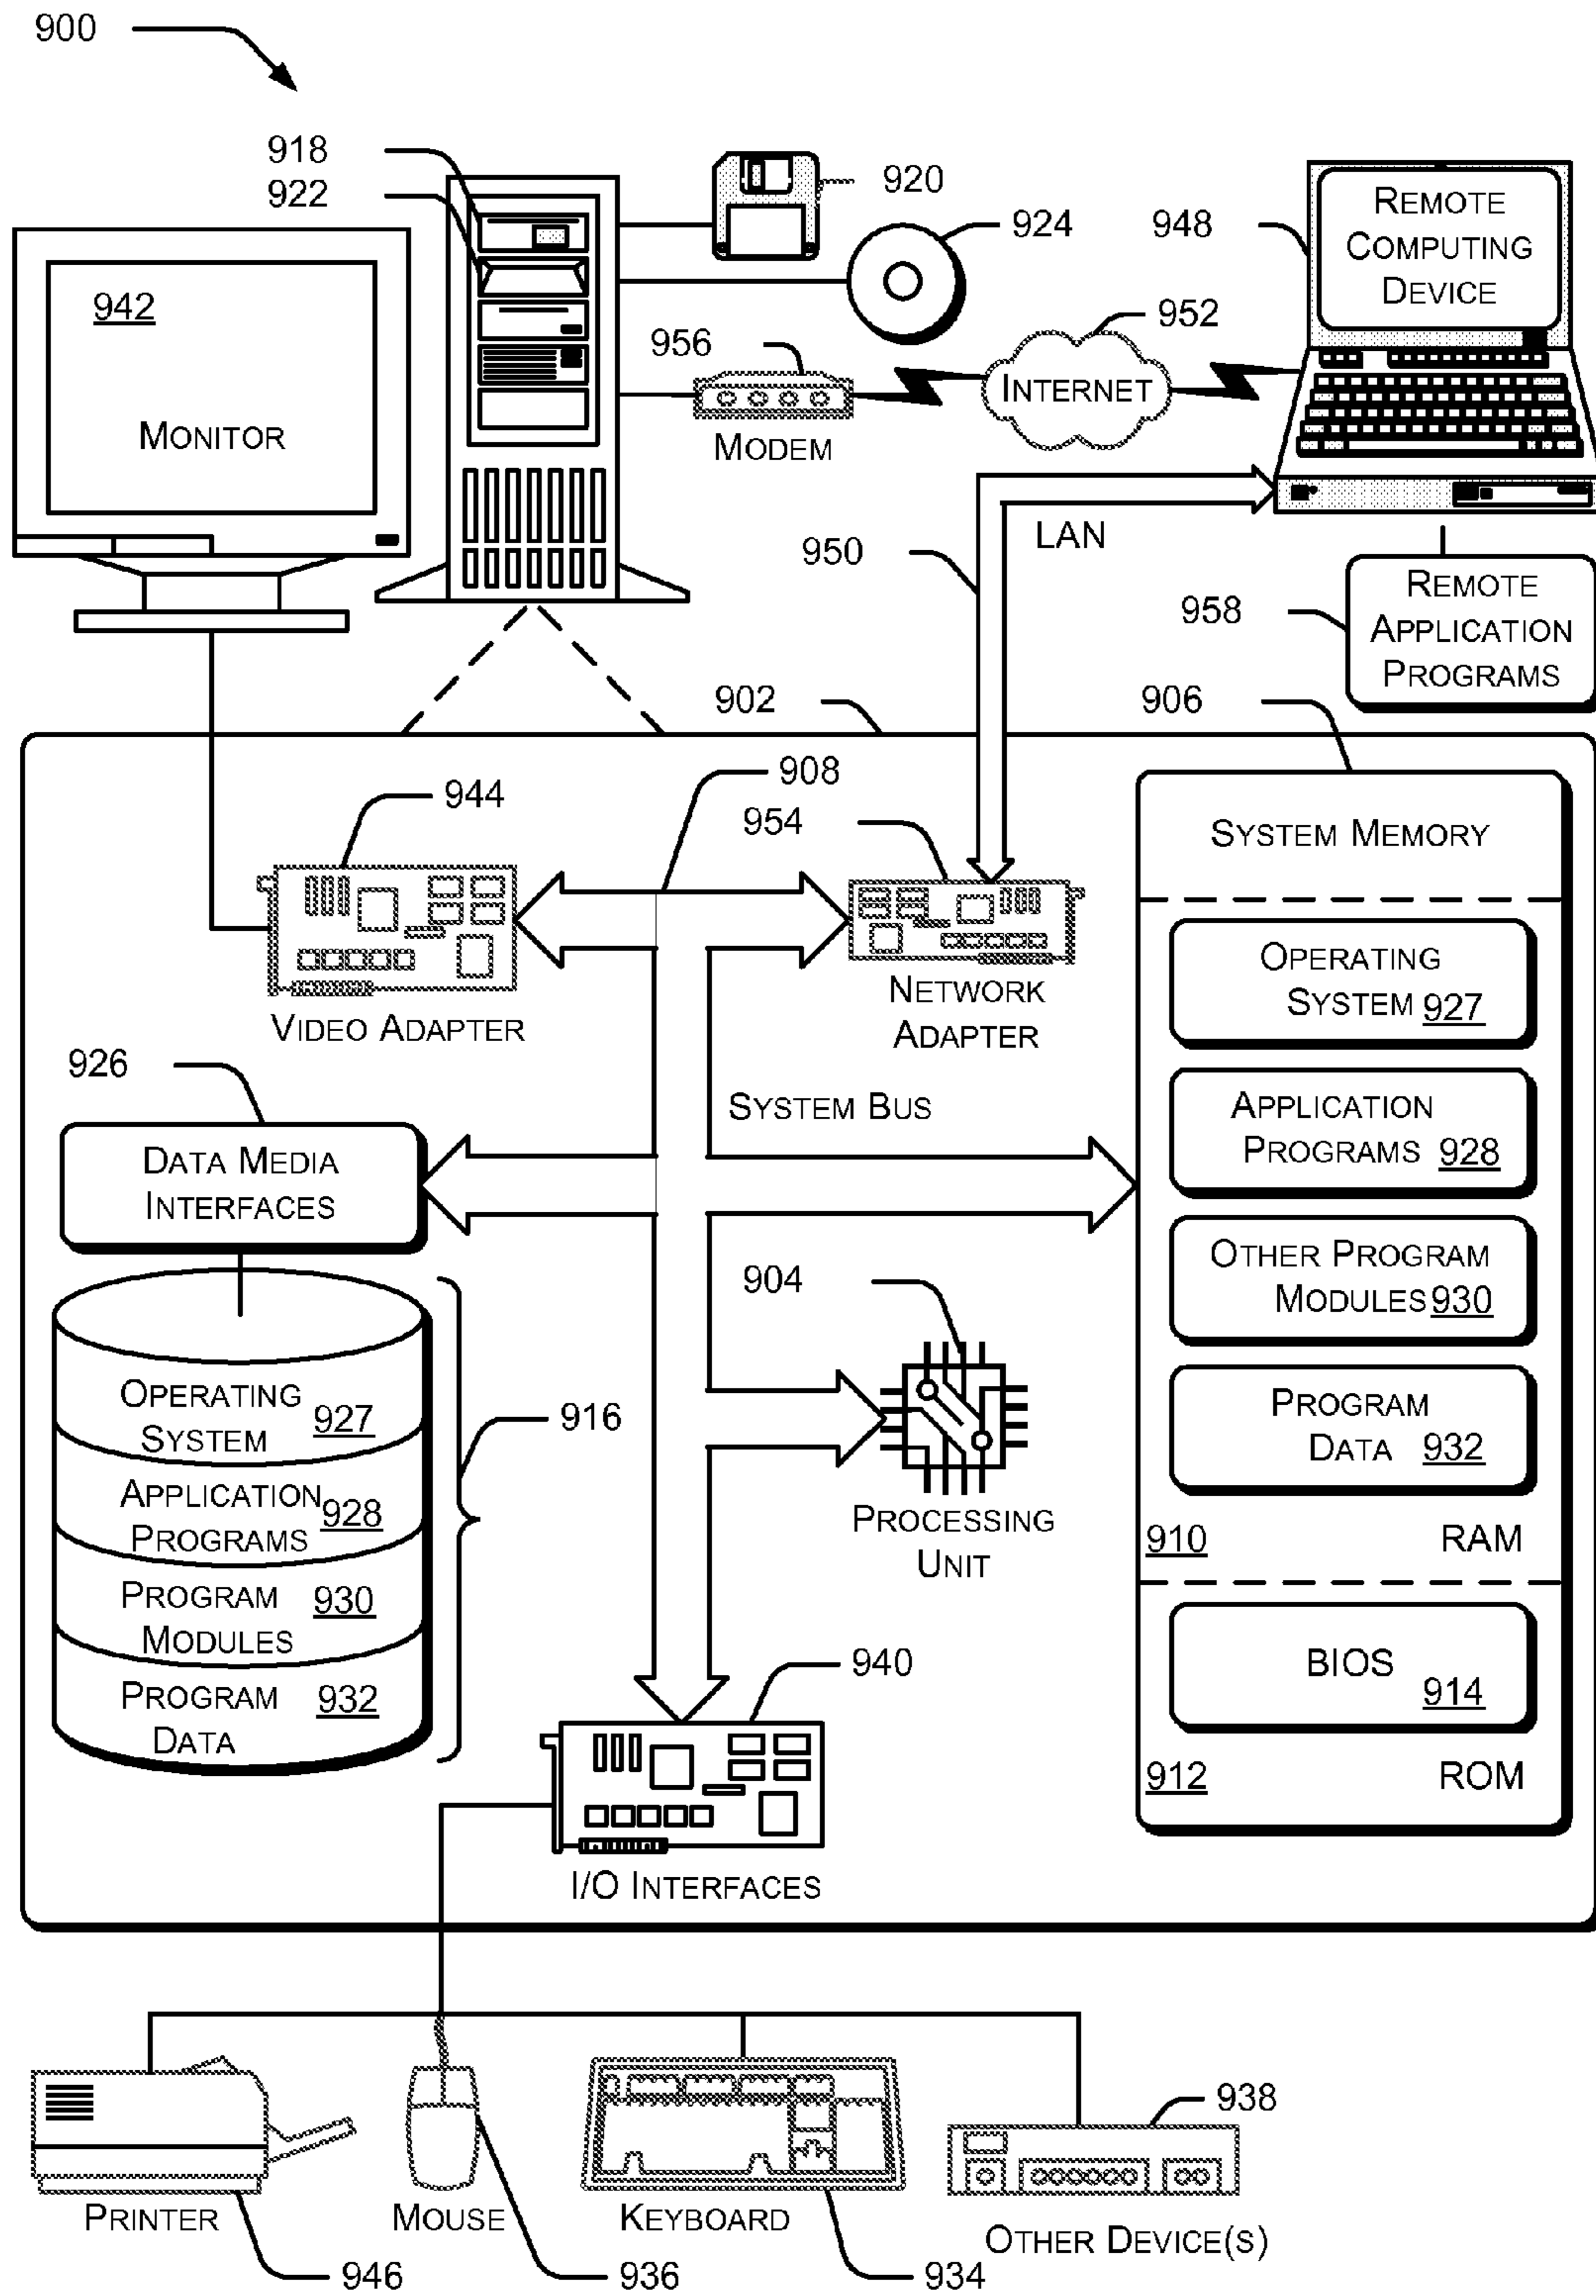 900
918
922
920
924
948
REMOTE
COMPUTING
DEVICE
942
MONITOR
956
MODEM
952
INTERNET
950
LAN
958
REMOTE
APPLICATION
PROGRAMS
902
906
908
944
VIDEO ADAPTER
954
NETWORK
ADAPTER
SYSTEM MEMORY
OPERATING
SYSTEM 927
APPLICATION
PROGRAMS 928
OTHER PROGRAM
MODULES 930
PROGRAM
DATA 932
910 RAM
BIOS
914
912 ROM
926
DATA MEDIA
INTERFACES
SYSTEM BUS
904
PROCESSING
UNIT
916
OPERATING
SYSTEM 927
APPLICATION
PROGRAMS 928
PROGRAM
MODULES 930
PROGRAM
DATA 932
940
I/O INTERFACES
PRINTER
946
MOUSE
936
KEYBOARD
934
938
OTHER DEVICE(S)